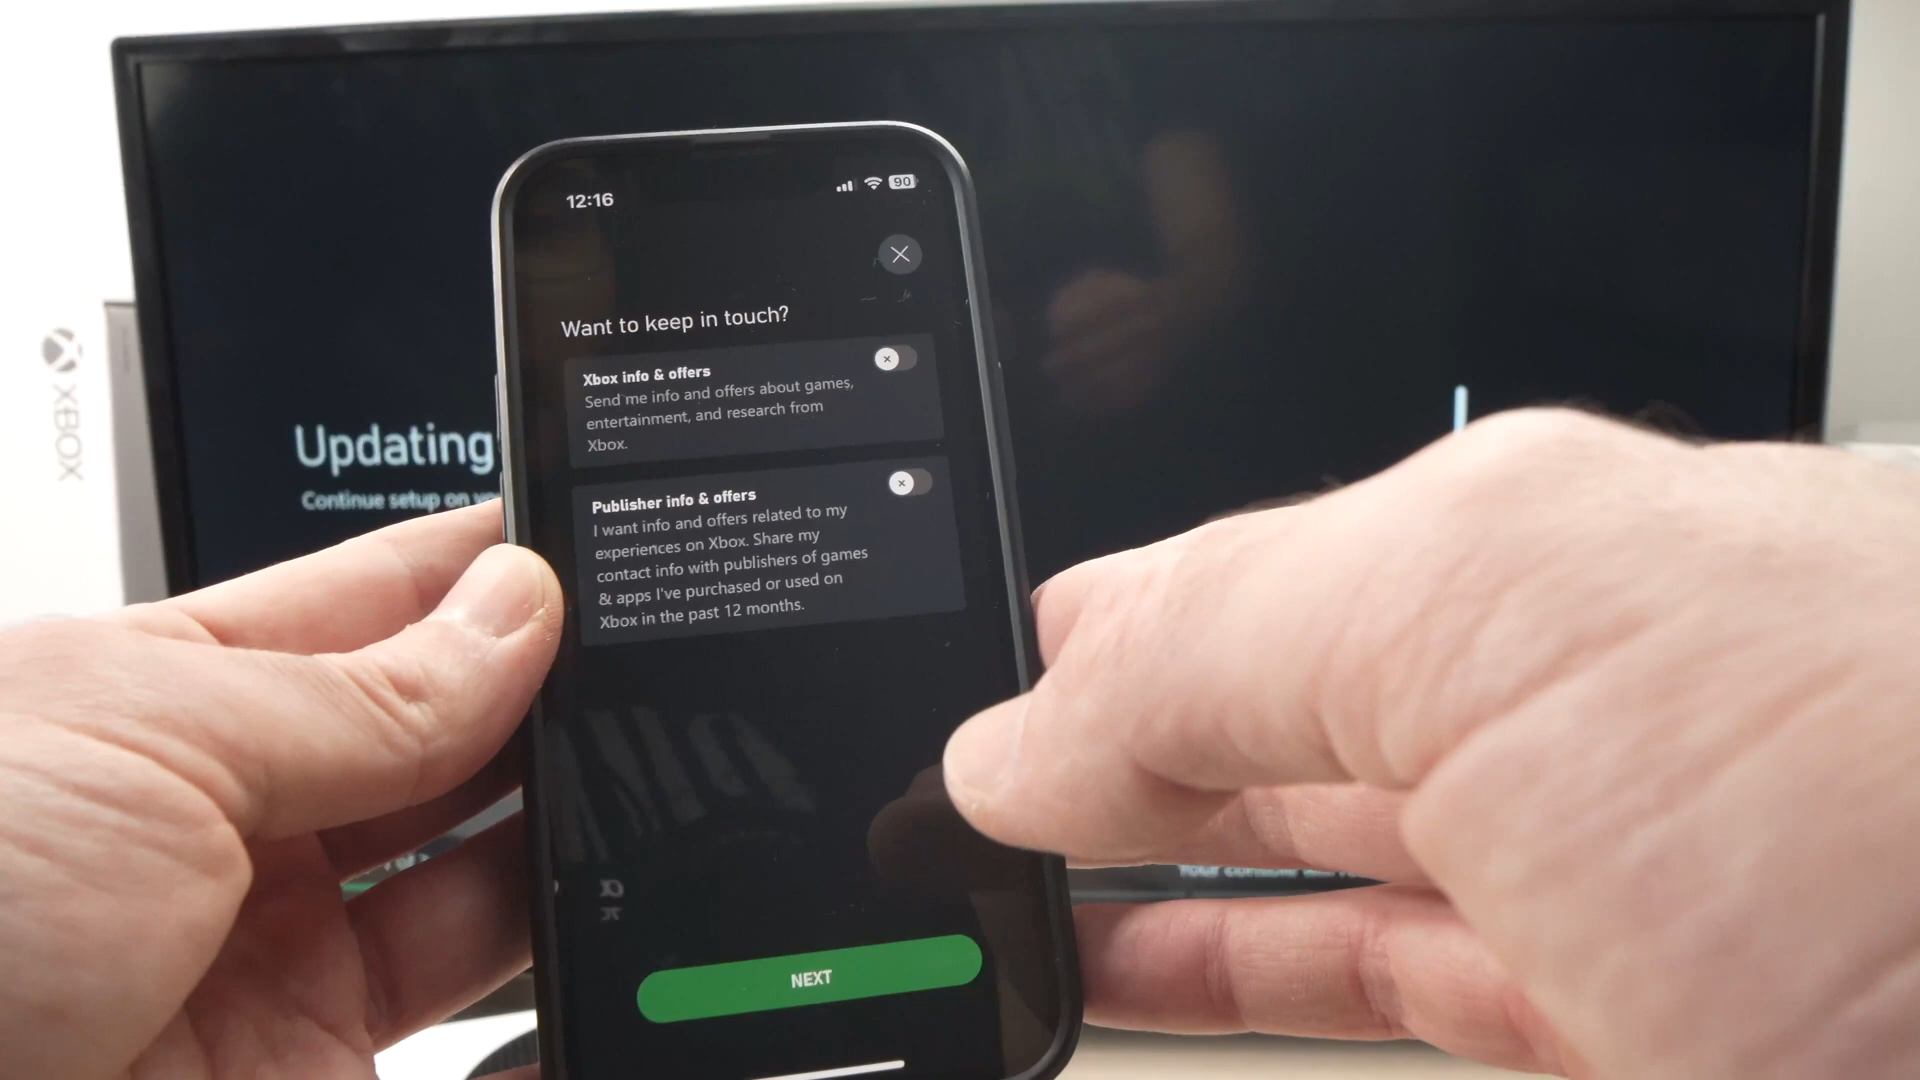 12:16
90
Want to keep in touch?
Xbox info & offers
Send me info and offers about games,
entertainment, and research from
Xbox.
Publisher info & offers
I want info and offers related to my
experiences on Xbox. Share my
contact info with publishers of games
& apps I've purchased or used on
Xbox in the past 12 months.
NEXT
Updating
Continue setup on
XBOX